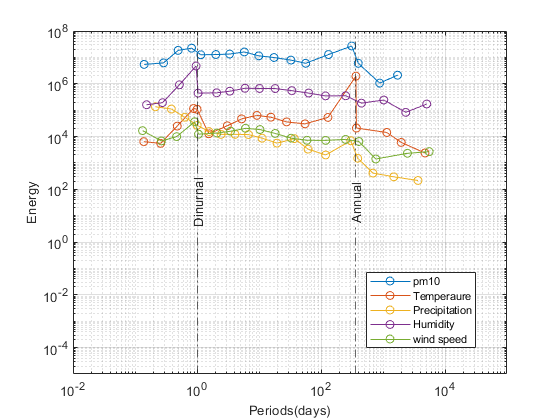 10^8
10^6
10^4
10^2
10^0
10^-2
10^-4
Energy
Dinurnal
Annual
pm10
Temperaure
Precipitation
Humidity
wind speed
10^-2
10^0
10^2
10^4
Periods(days)